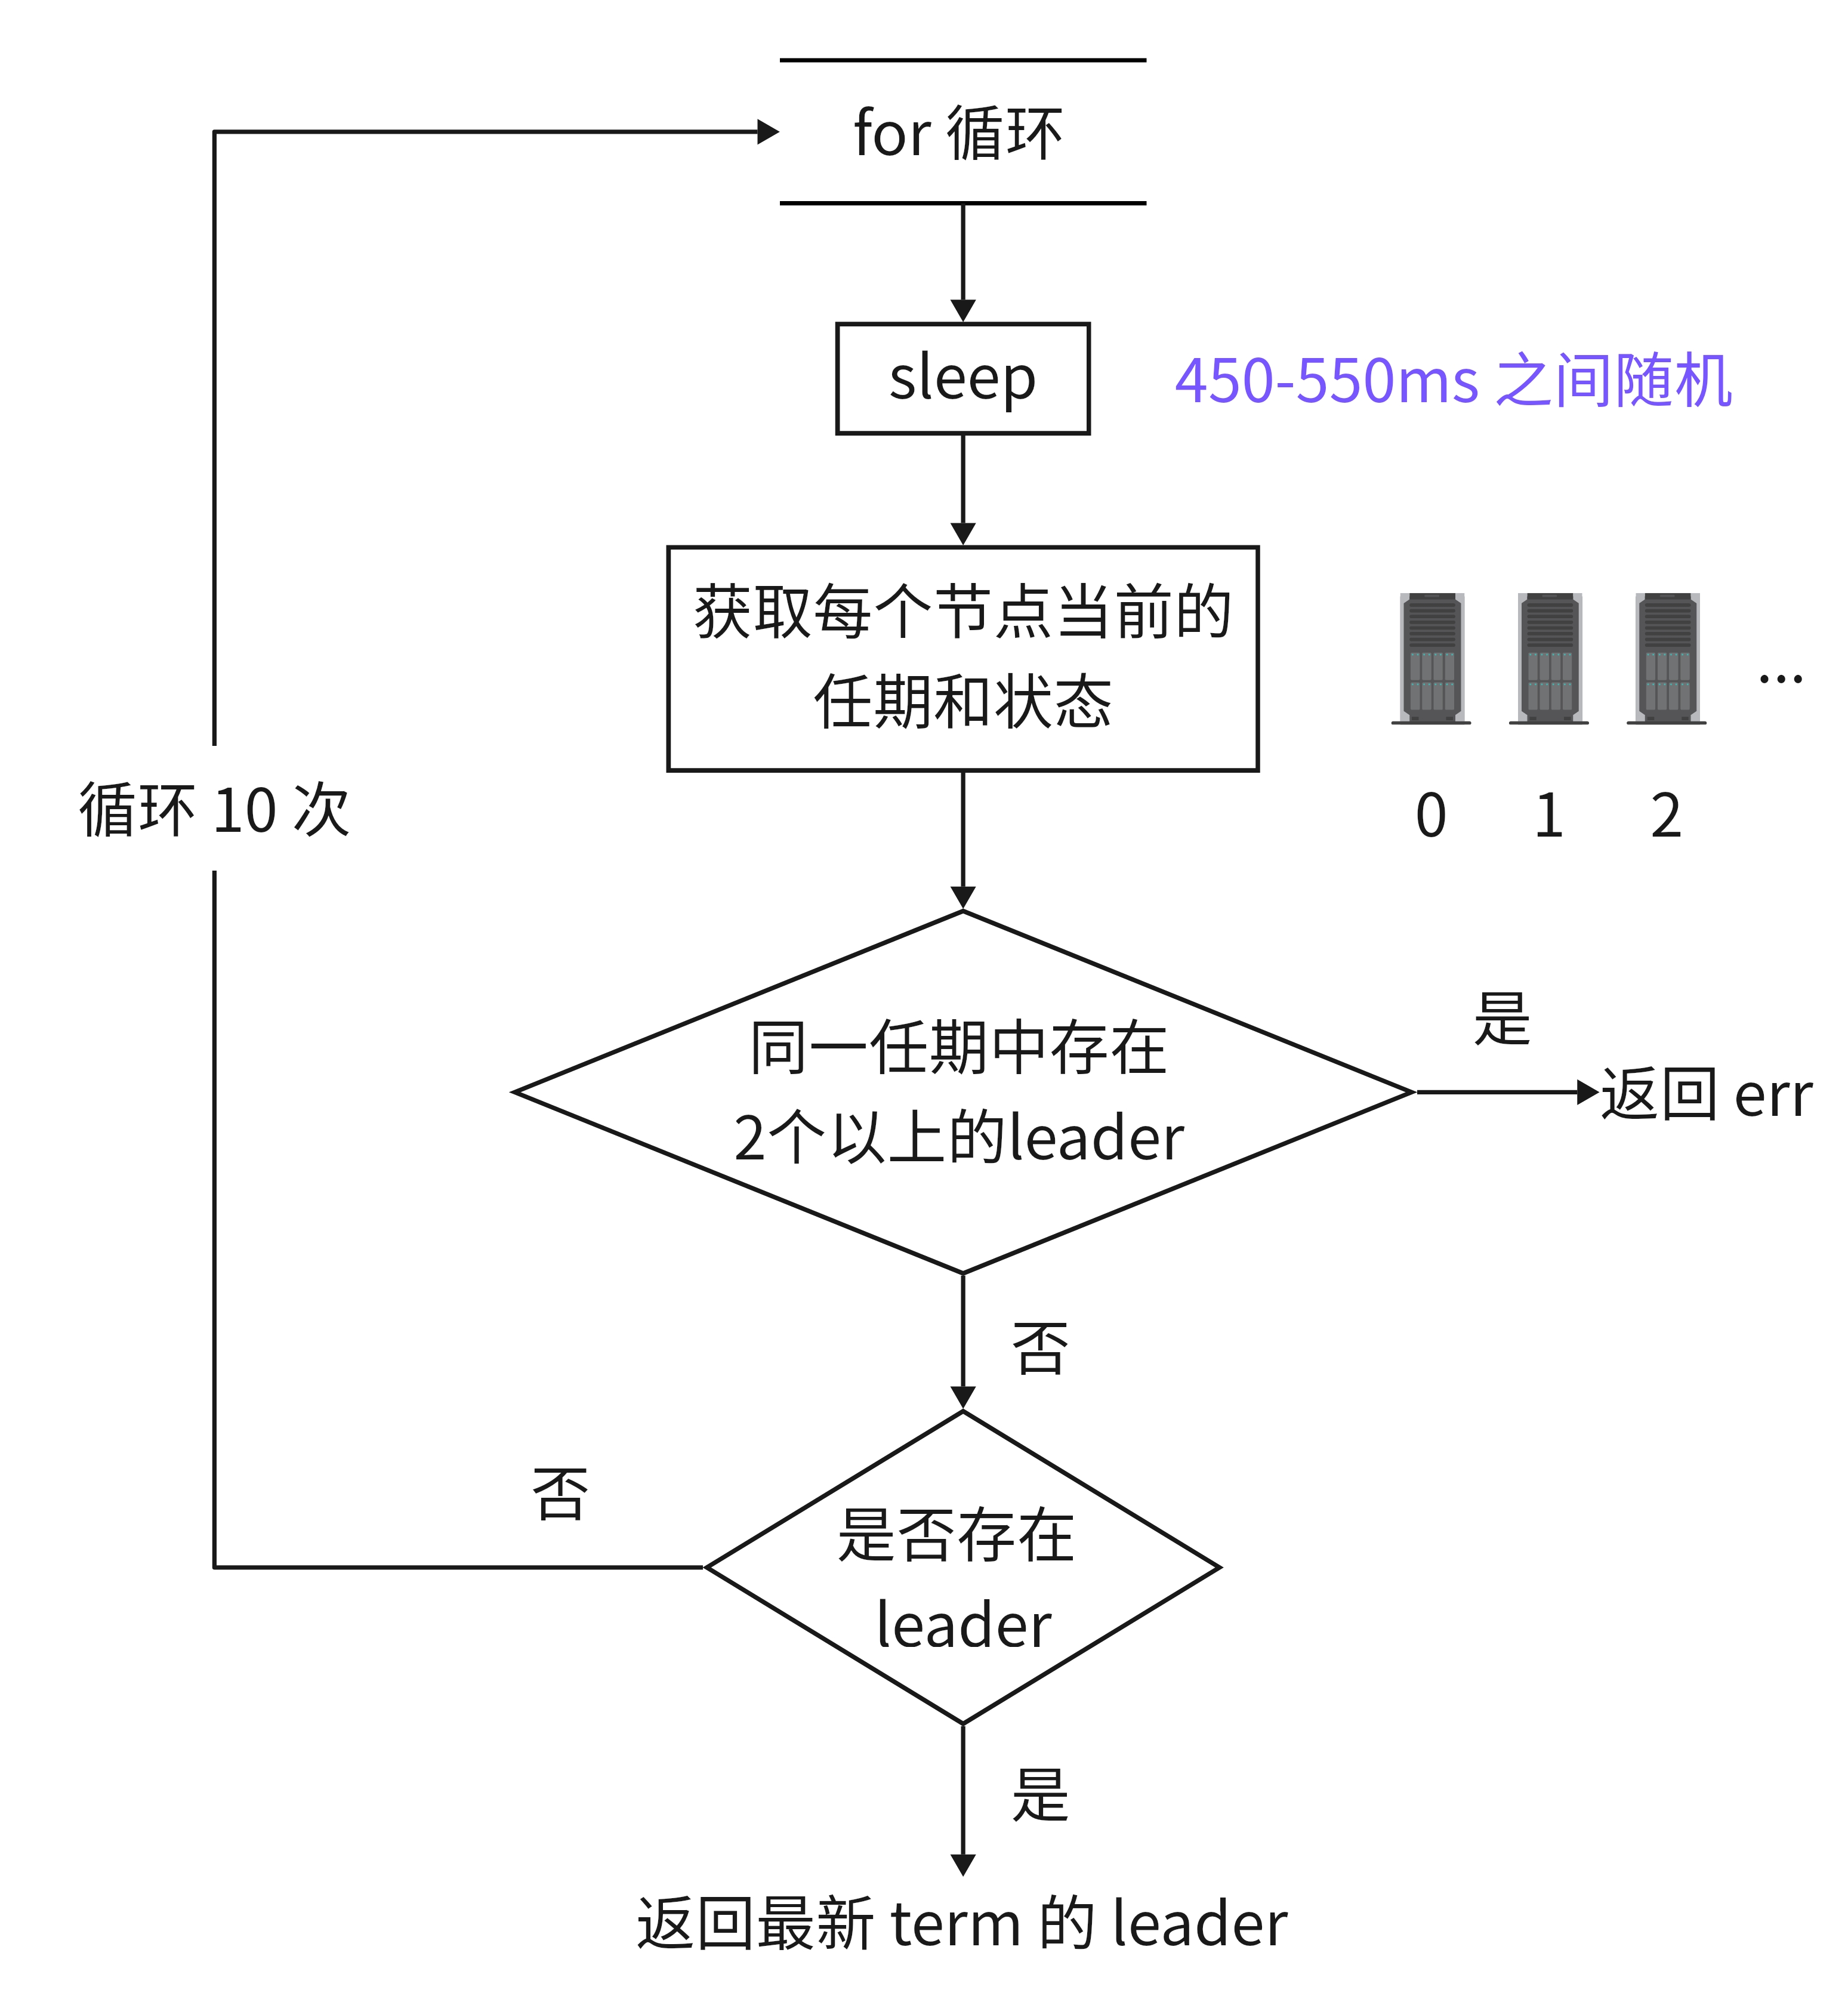 for 循环
sleep
450-550ms 之间随机
获取每个节点当前的
任期和状态
...
循环 10 次
0
1
2
同一任期中存在
2个以上的leader
是
返回 err
否
否
是否存在
leader
是
返回最新 term 的 leader